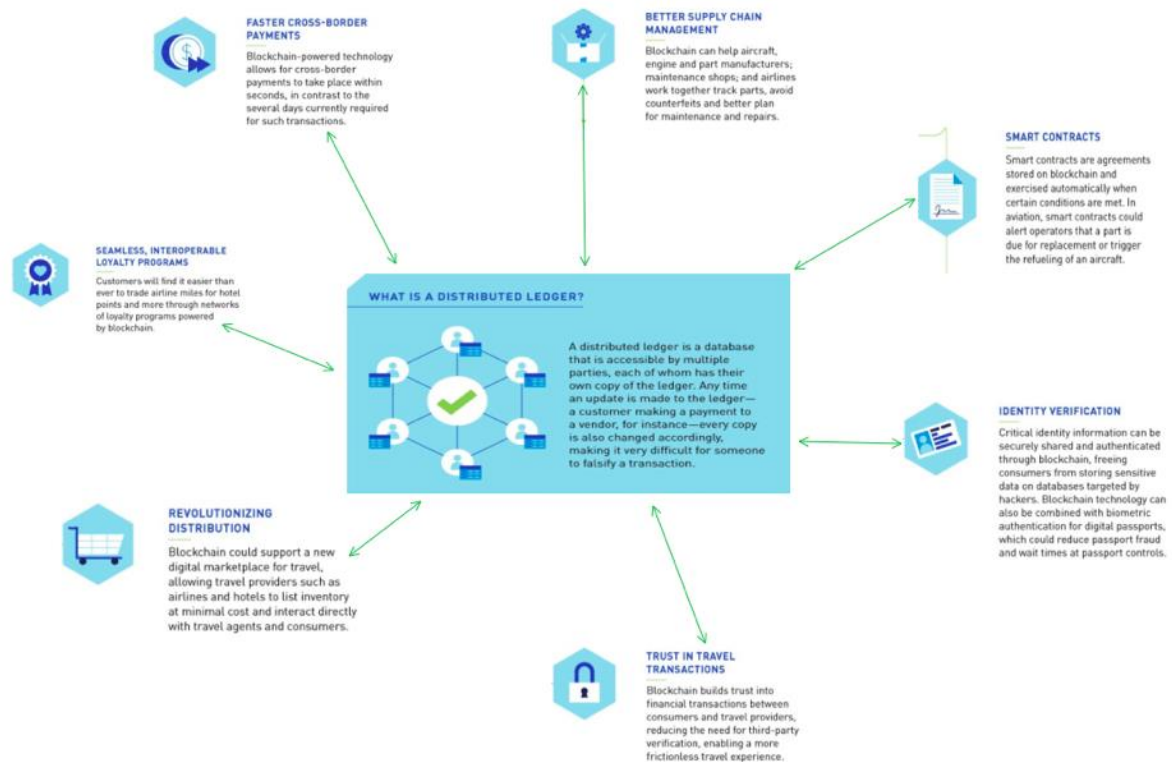 FASTER CROSS-BORDER
PAYMENTS
Blockchain-powered technology
allows for cross-border
payments to take place within
seconds, in contrast to the
several days currently required
for such transactions.
BETTER SUPPLY CHAIN
MANAGEMENT
Blockchain can help aircraft,
engine and part manufacturers;
maintenance shops; and airlines
work together track parts, avoid
counterfeits and better plan
for maintenance and repairs.
SMART CONTRACTS
Smart contracts are agreements
stored on blockchain and
exercised automatically when
certain conditions are met. In
aviation, smart contracts could
alert operators that a part is
due for replacement or trigger
the refueling of an aircraft.
SEAMLESS, INTEROPERABLE
LOYALTY PROGRAMS
Customers will find it easier than
ever to trade airline miles for hotel
points and more through networks
of loyalty programs powered
by blockchain.
WHAT IS A DISTRIBUTED LEDGER?
A distributed ledger is a database
that is accessible by multiple
parties, each of whom has their
own copy of the ledger. Any time
an update is made to the ledger—
a customer making a payment to
a vendor, for instance—every copy
is also changed accordingly,
making it very difficult for someone
to falsify a transaction.
IDENTITY VERIFICATION
Critical identity information can be
securely shared and authenticated
through blockchain, freeing
consumers from storing sensitive
data on databases targeted by
hackers. Blockchain technology can
also be combined with biometric
authentication for digital passports,
which could reduce passport fraud
and wait times at passport controls.
REVOLUTIONIZING
DISTRIBUTION
Blockchain could support a new
digital marketplace for travel,
allowing travel providers such as
airlines and hotels to list inventory
at minimal cost and interact directly
with travel agents and consumers.
TRUST IN TRAVEL
TRANSACTIONS
Blockchain builds trust into
financial transactions between
consumers and travel providers,
reducing the need for third-party
verification, enabling a more
frictionless travel experience.